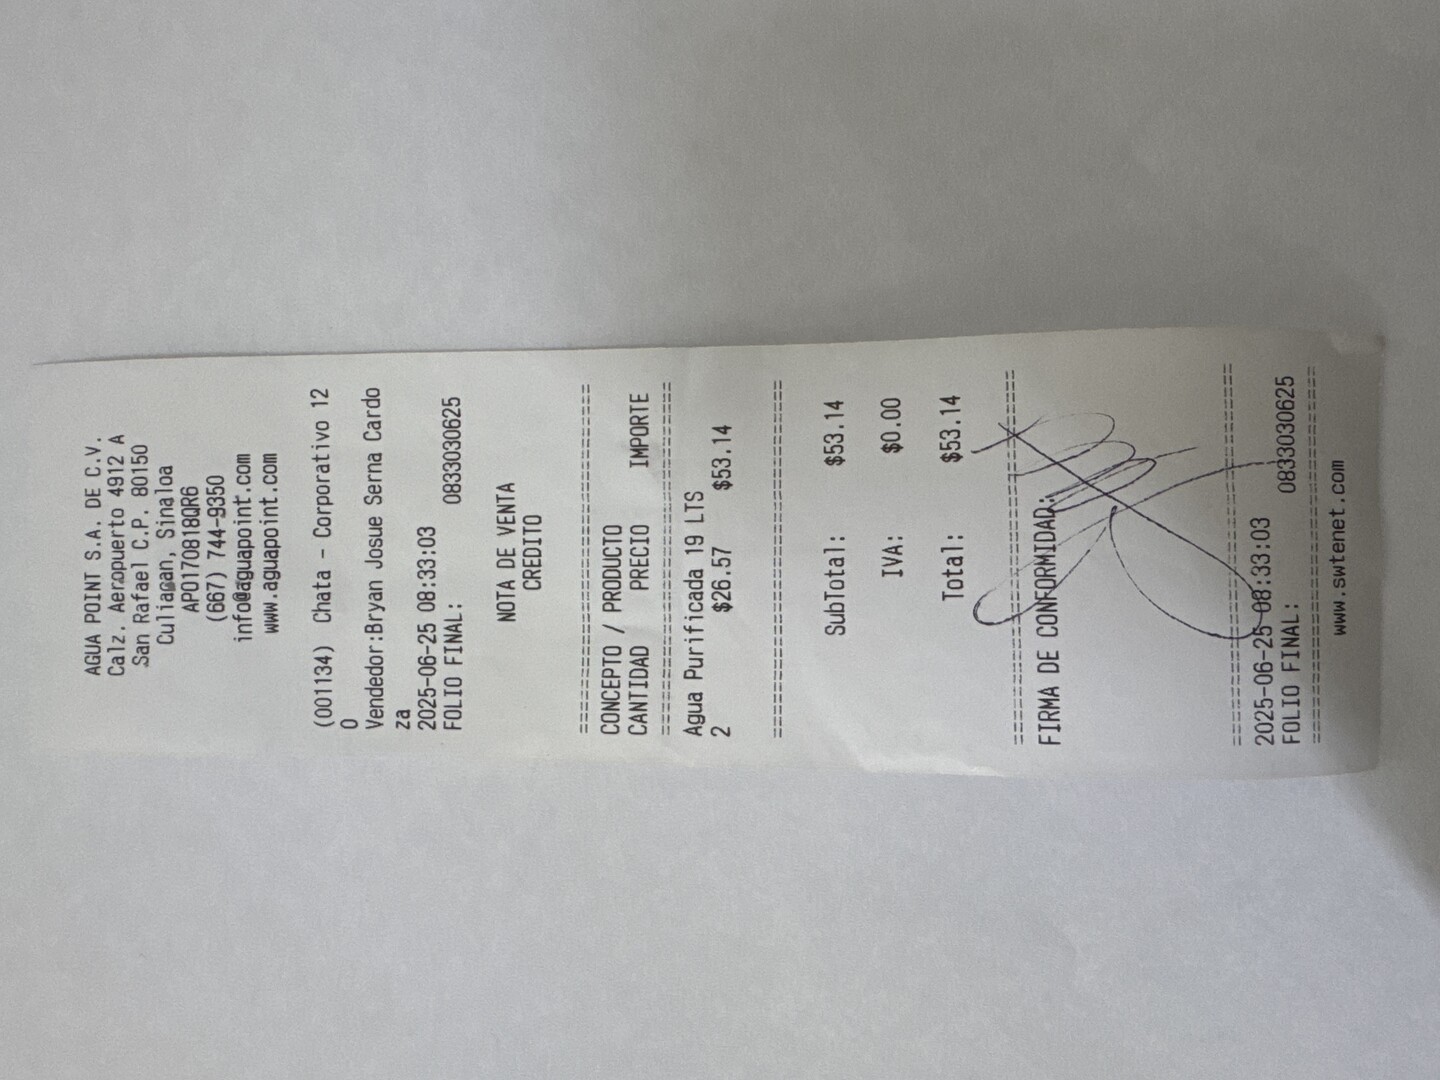 AGUA POINT S.A. DE C.V.
Calz. Aeropuerto 4912 A
San Rafael C.P. 80150
Culiacan, Sinaloa
APO170818QR6
(667) 744-9350
info@aguapoint.com
www.aguapoint.com
(001134) Chata - Corporativo 12
0
Vendedor:Bryan Josue Serna Cardo
za
2025-06-25 08:33:03
FOLIO FINAL: 0833030625
NOTA DE VENTA
CREDITO
================================
CONCEPTO / PRODUCTO
CANTIDAD PRECIO IMPORTE
================================
Agua Purificada 19 LTS
2 $26.57 $53.14
================================
SubTotal: $53.14
IVA: $0.00
Total: $53.14
================================
FIRMA DE CONFORMIDAD:
================================
2025-06-25 08:33:03
FOLIO FINAL: 0833030625
================================
www.swtenet.com